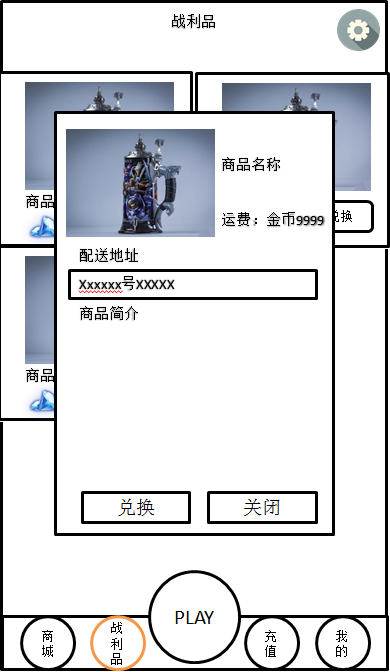 战利品
商品名称
商品
运费：金币9999
兑换
配送地址
Xxxxxx号XXXXX
商品简介
商品
兑换
关闭
PLAY
商城
战利品
充值
我的